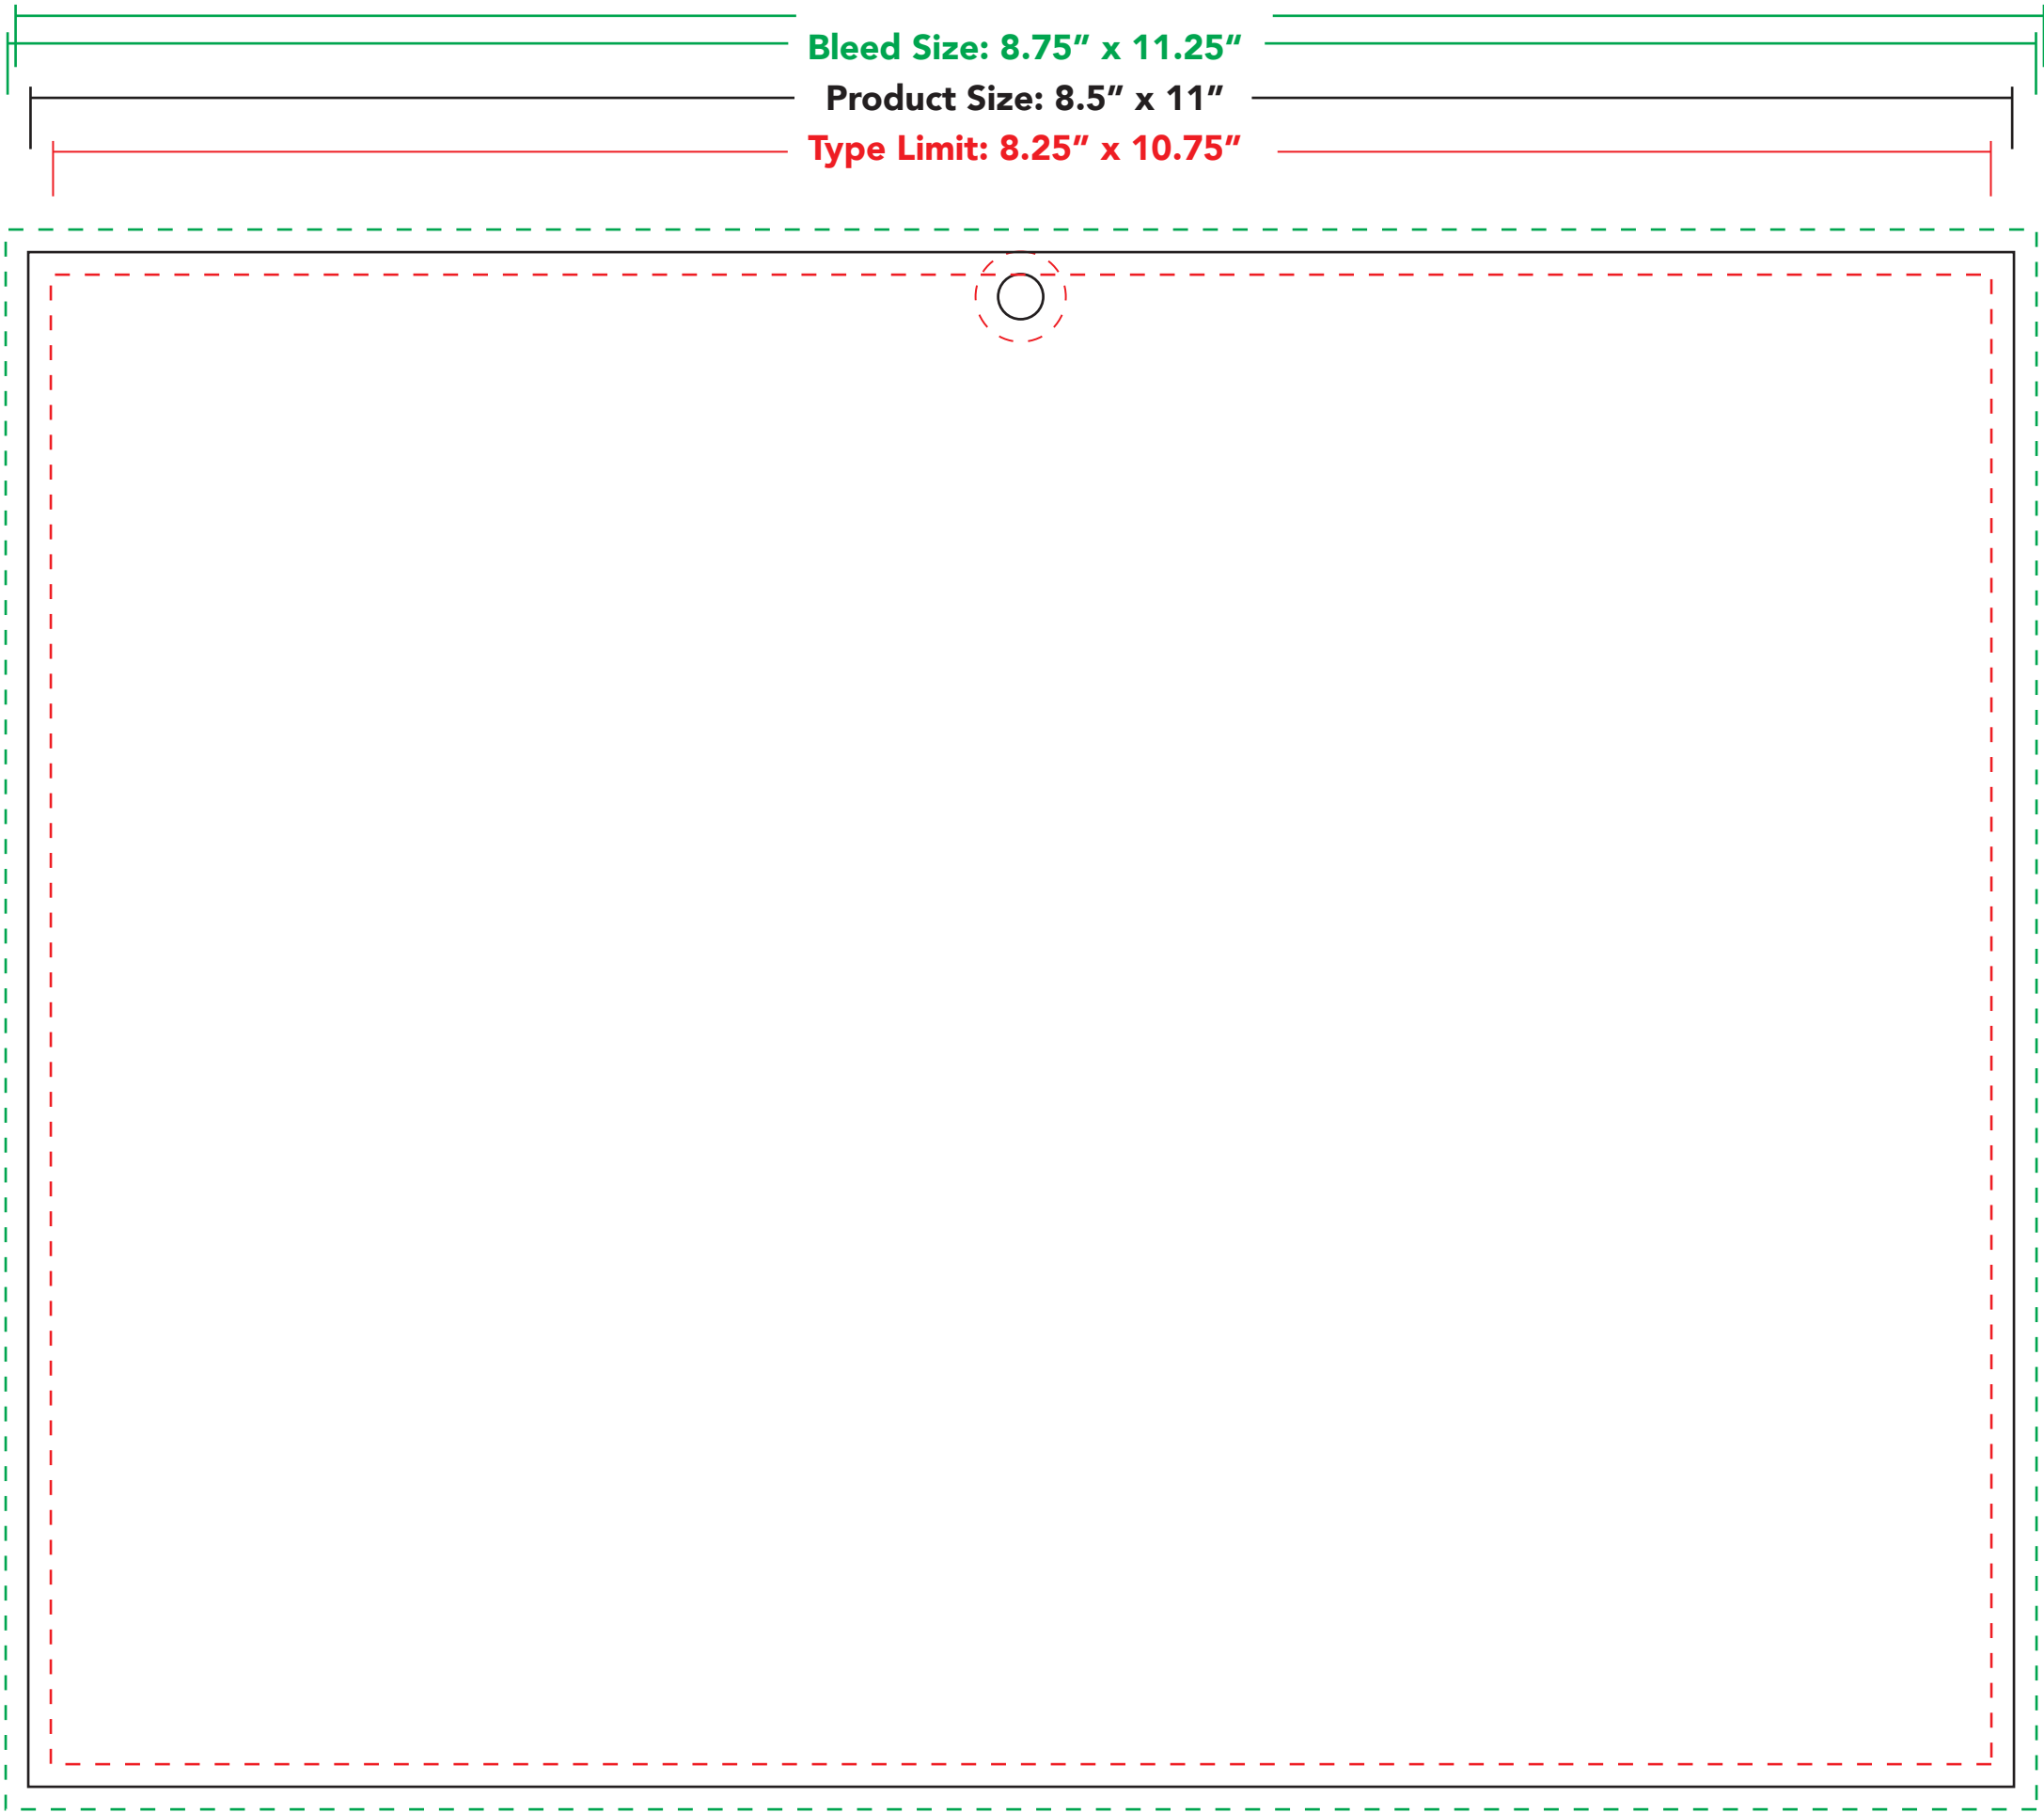 Bleed Size: 8.75” x 11.25”
Product Size: 8.5” x 11”
Type Limit: 8.25” x 10.75”